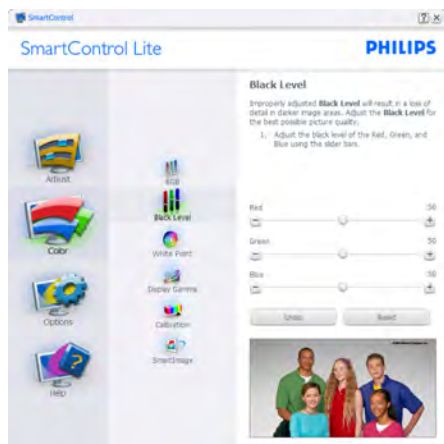 SmartControl
SmartControl Lite
PHILIPS
Black Level
Improperly adjusted Black Level will result in a loss of
detail in darker image areas. Adjust the Black Level for
the best possible picture quality.
1. Adjust the black level of the Red, Green, and
Blue using the slider bars.
Adjust
Color
Options
Help
RGB
Black Level
White Point
Display Gamma
Calibration
SmartImage
Red 50
Green 50
Blue 50
Undo Reset